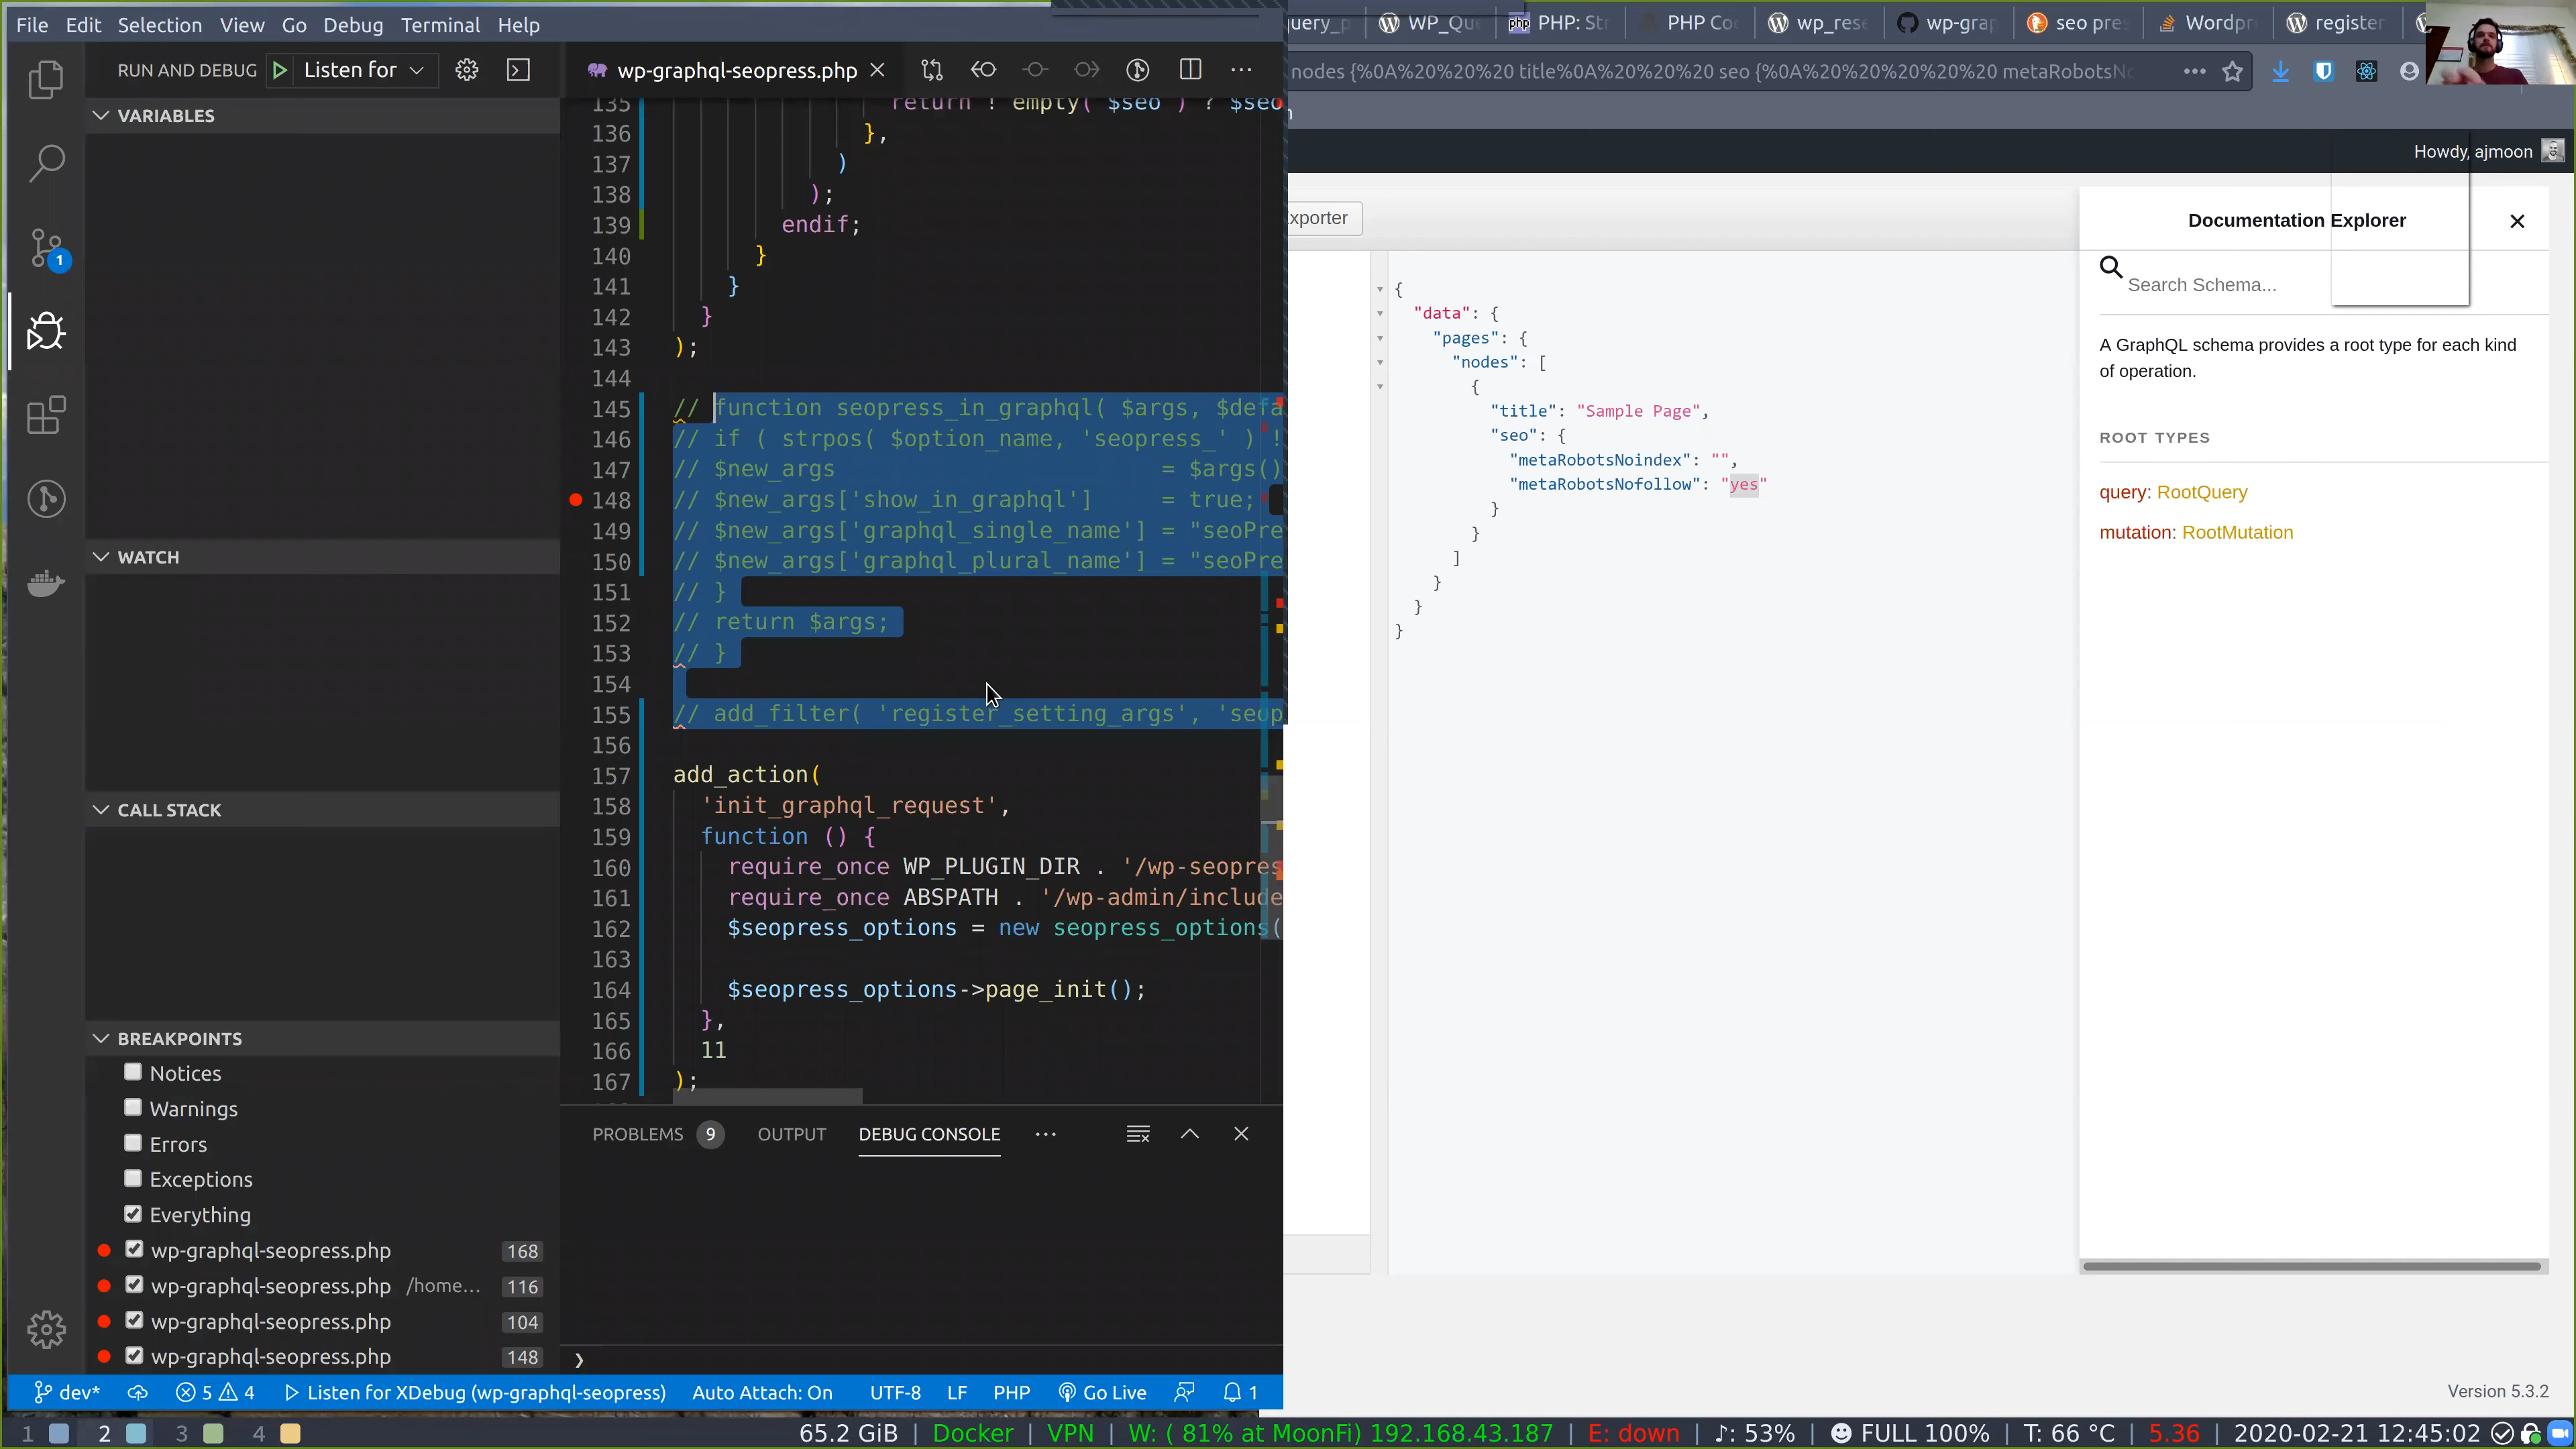 File Edit Selection View Go Debug Terminal Help
RUN AND DEBUG Listen for
wp-graphql-seopress.php
VARIABLES
WATCH
CALL STACK
BREAKPOINTS
Notices
Warnings
Errors
Exceptions
Everything
wp-graphql-seopress.php 168
wp-graphql-seopress.php /home... 116
wp-graphql-seopress.php 104
wp-graphql-seopress.php 148
1
135 return ! empty( $seo ) ? $seo
136 },
137 )
138 );
139 endif;
140 }
141 }
142 }
143 );
144
145 // function seopress_in_graphql( $args, $defa
146 // if ( strpos( $option_name, 'seopress_' ) !
147 // $new_args = $args()
148 // $new_args['show_in_graphql'] = true;
149 // $new_args['graphql_single_name'] = "seoPre
150 // $new_args['graphql_plural_name'] = "seoPre
151 // }
152 // return $args;
153 // }
154
155 // add_filter( 'register_setting_args', 'seop
156
157 add_action(
158 'init_graphql_request',
159 function () {
160 require_once WP_PLUGIN_DIR . '/wp-seopres
161 require_once ABSPATH . '/wp-admin/include
162 $seopress_options = new seopress_options(
163
164 $seopress_options->page_init();
165 },
166 11
167 );
PROBLEMS 9 OUTPUT DEBUG CONSOLE ...
dev* 5 4 Listen for XDebug (wp-graphql-seopress) Auto Attach: On UTF-8 LF PHP Go Live 1
uery_p WP_Qu php PHP: St PHP Co wp_res wp-grap seo pres Wordpr register
nodes {%0A%20%20%20 title%0A%20%20%20 seo {%0A%20%20%20%20 metaRobotsNo
Howdy, ajmoon
xporter
{
"data": {
"pages": {
"nodes": [
{
"title": "Sample Page",
"seo": {
"metaRobotsNoindex": "",
"metaRobotsNofollow": "yes"
}
}
]
}
}
}
Documentation Explorer
Search Schema...
A GraphQL schema provides a root type for each kind
of operation.
ROOT TYPES
query: RootQuery
mutation: RootMutation
Version 5.3.2
1 2 3 4 65.2 GiB | Docker | VPN | W: ( 81% at MoonFi) 192.168.43.187 | E: down | ♪: 53% | FULL 100% | T: 66 °C | 5.36 | 2020-02-21 12:45:02